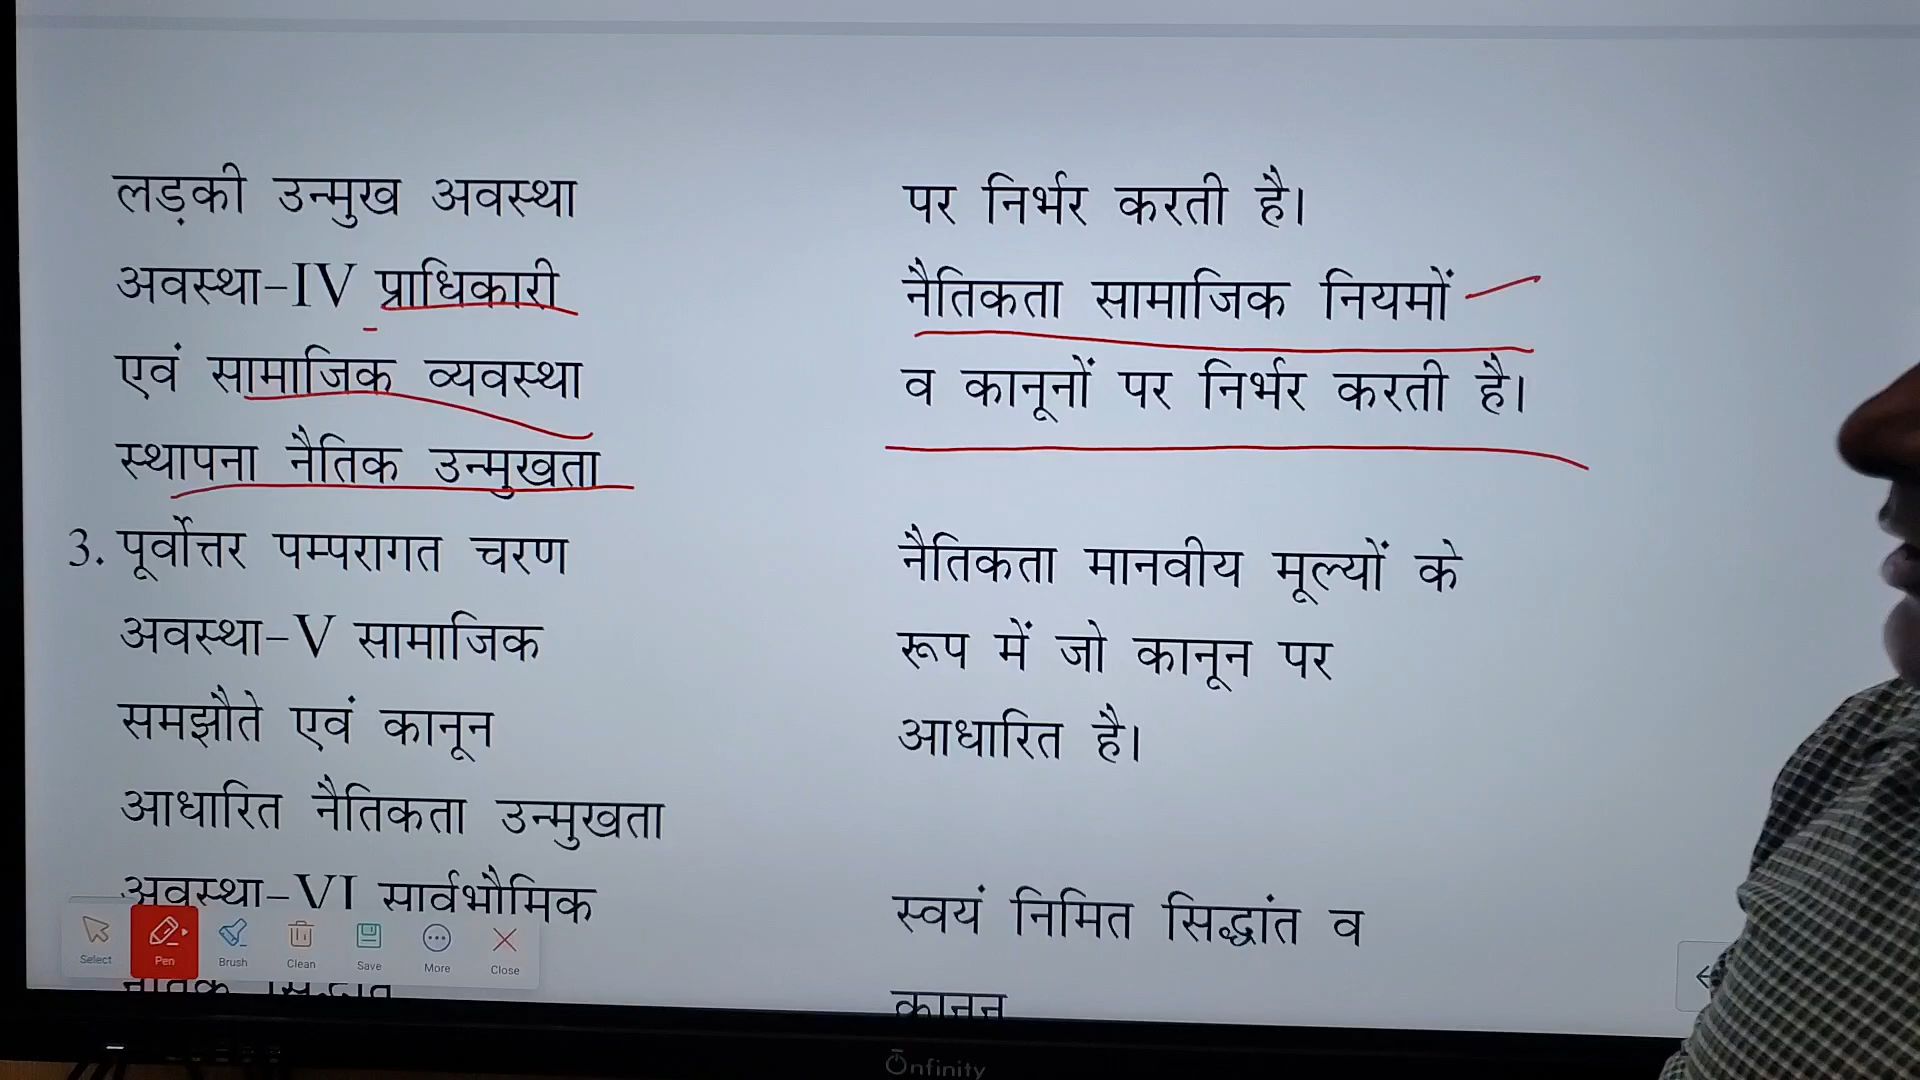 लड़की उन्मुख अवस्था
अवस्था-IV प्राधिकारी
एवं सामाजिक व्यवस्था
स्थापना नैतिक उन्मुखता
3. पूर्वोत्तर पम्परागत चरण
अवस्था-V सामाजिक
समझौते एवं कानून
आधारित नैतिकता उन्मुखता
अवस्था-VI सार्वभौमिक
नैतिक सिद्धांत
पर निर्भर करती है।
नैतिकता सामाजिक नियमों
व कानूनों पर निर्भर करती है।
नैतिकता मानवीय मूल्यों के
रूप में जो कानून पर
आधारित है।
स्वयं निमित सिद्धांत व
कानून
Select Pen Brush Clean Save More Close
Onfinity